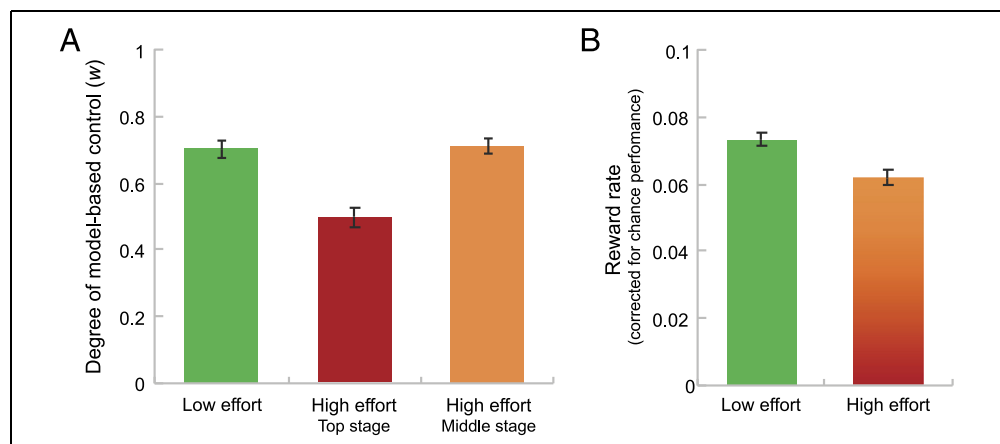 A
Degree of model-based control (w)
1
0.8
0.6
0.4
0.2
0
Low effort
High effort
Top stage
High effort
Middle stage
B
Reward rate
(corrected for chance perfomance)
0.1
0.08
0.06
0.04
0.02
0
Low effort
High effort